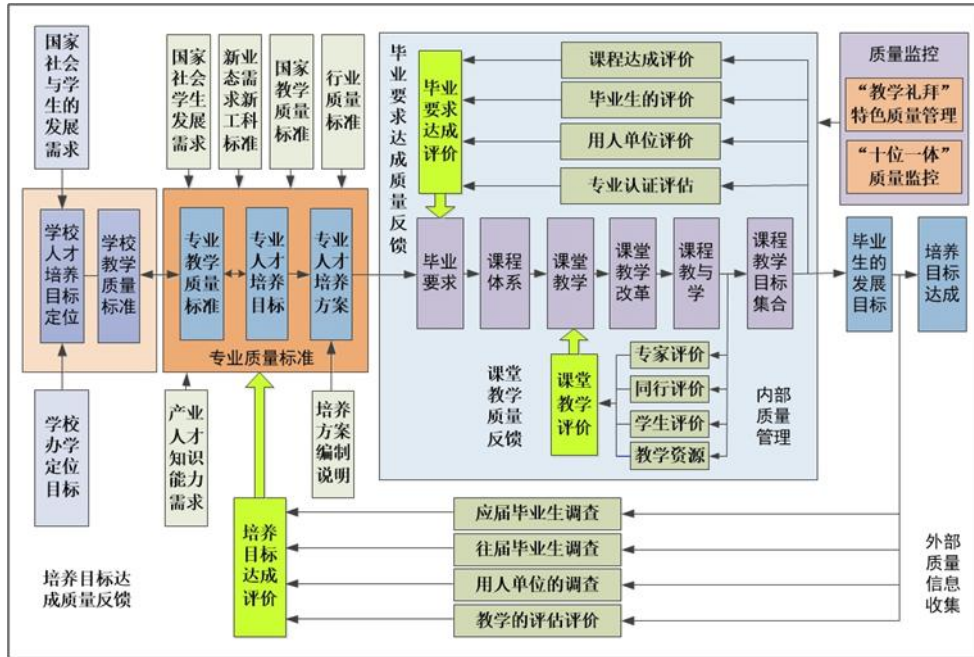 国家
社会
与学
生的
发展
需求
国家
社会
学生
发展
需求
新业
态需
求新
工科
标准
国家
教学
质量
标准
行业
质量
标准
毕业要求达成质量反馈
毕业
要求
达成
评价
课程达成评价
毕业生的评价
用人单位评价
专业认证评估
质量监控
“教学礼拜”
特色质量管理
“十位一体”
质量监控
学校
人才
培养
目标
定位
学校
教学
质量
标准
专业
教学
质量
标准
专业
人才
培养
目标
专业
人才
培养
方案
专业质量标准
毕业
要求
课程
体系
课堂
教学
课堂
教学
改革
课程
教与
学
课程
教学
目标
集合
毕业
生的
发展
目标
培养
目标
达成
学校
办学
定位
目标
产业
人才
知识
能力
需求
培养
方案
编制
说明
课堂
教学
质量
反馈
课堂
教学
评价
专家评价
同行评价
学生评价
教学资源
内部
质量
管理
培养目标达
成质量反馈
培养
目标
达成
评价
应届毕业生调查
往届毕业生调查
用人单位的调查
教学的评估评价
外部
质量
信息
收集